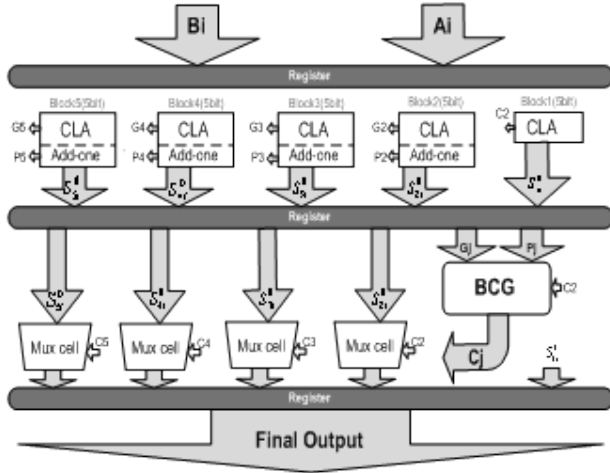 Bi
Ai
Register
Block5(5bit)
Block4(5bit)
Block3(5bit)
Block2(5bit)
Block1(5bit)
C2
G5
CLA
G4
CLA
G3
CLA
G2
CLA
CLA
P5
Add-one
P4
Add-one
P3
Add-one
P2
Add-one
Register
Gj
Pj
BCG
C2
Mux cell
C5
Mux cell
C4
Mux cell
C3
Mux cell
C2
Cj
Register
Final Output